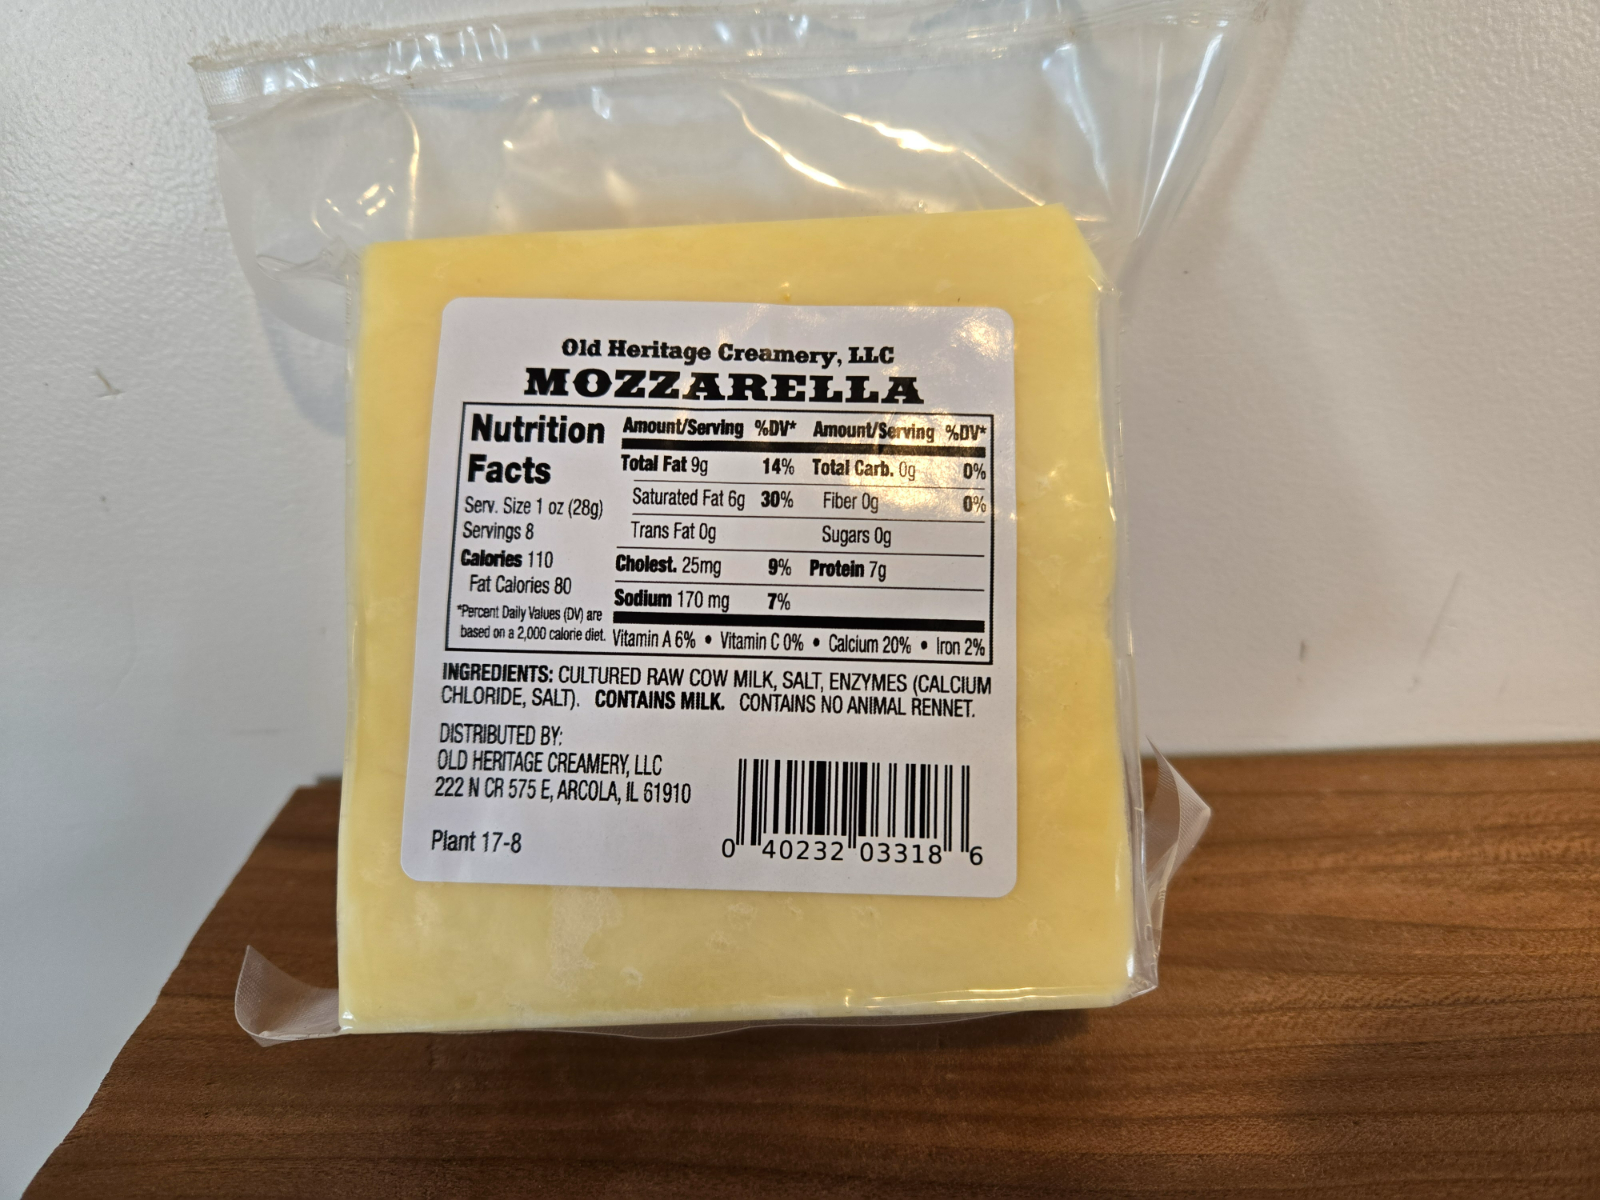 Old Heritage Creamery, LLC
MOZZARELLA
Nutrition
Facts
Serv. Size 1 oz (28g)
Servings 8
Calories 110
Fat Calories 80
*Percent Daily Values (DV) are
based on a 2,000 calorie diet.
Amount/Serving %DV* Amount/Serving %DV*
Total Fat 9g 14% Total Carb. 0g 0%
Saturated Fat 6g 30% Fiber 0g 0%
Trans Fat 0g Sugars 0g
Cholest. 25mg 9% Protein 7g
Sodium 170 mg 7%
Vitamin A 6% • Vitamin C 0% • Calcium 20% • Iron 2%
INGREDIENTS: CULTURED RAW COW MILK, SALT, ENZYMES (CALCIUM
CHLORIDE, SALT). CONTAINS MILK. CONTAINS NO ANIMAL RENNET.
DISTRIBUTED BY:
OLD HERITAGE CREAMERY, LLC
222 N CR 575 E, ARCOLA, IL 61910
Plant 17-8
0 40232 03318 6